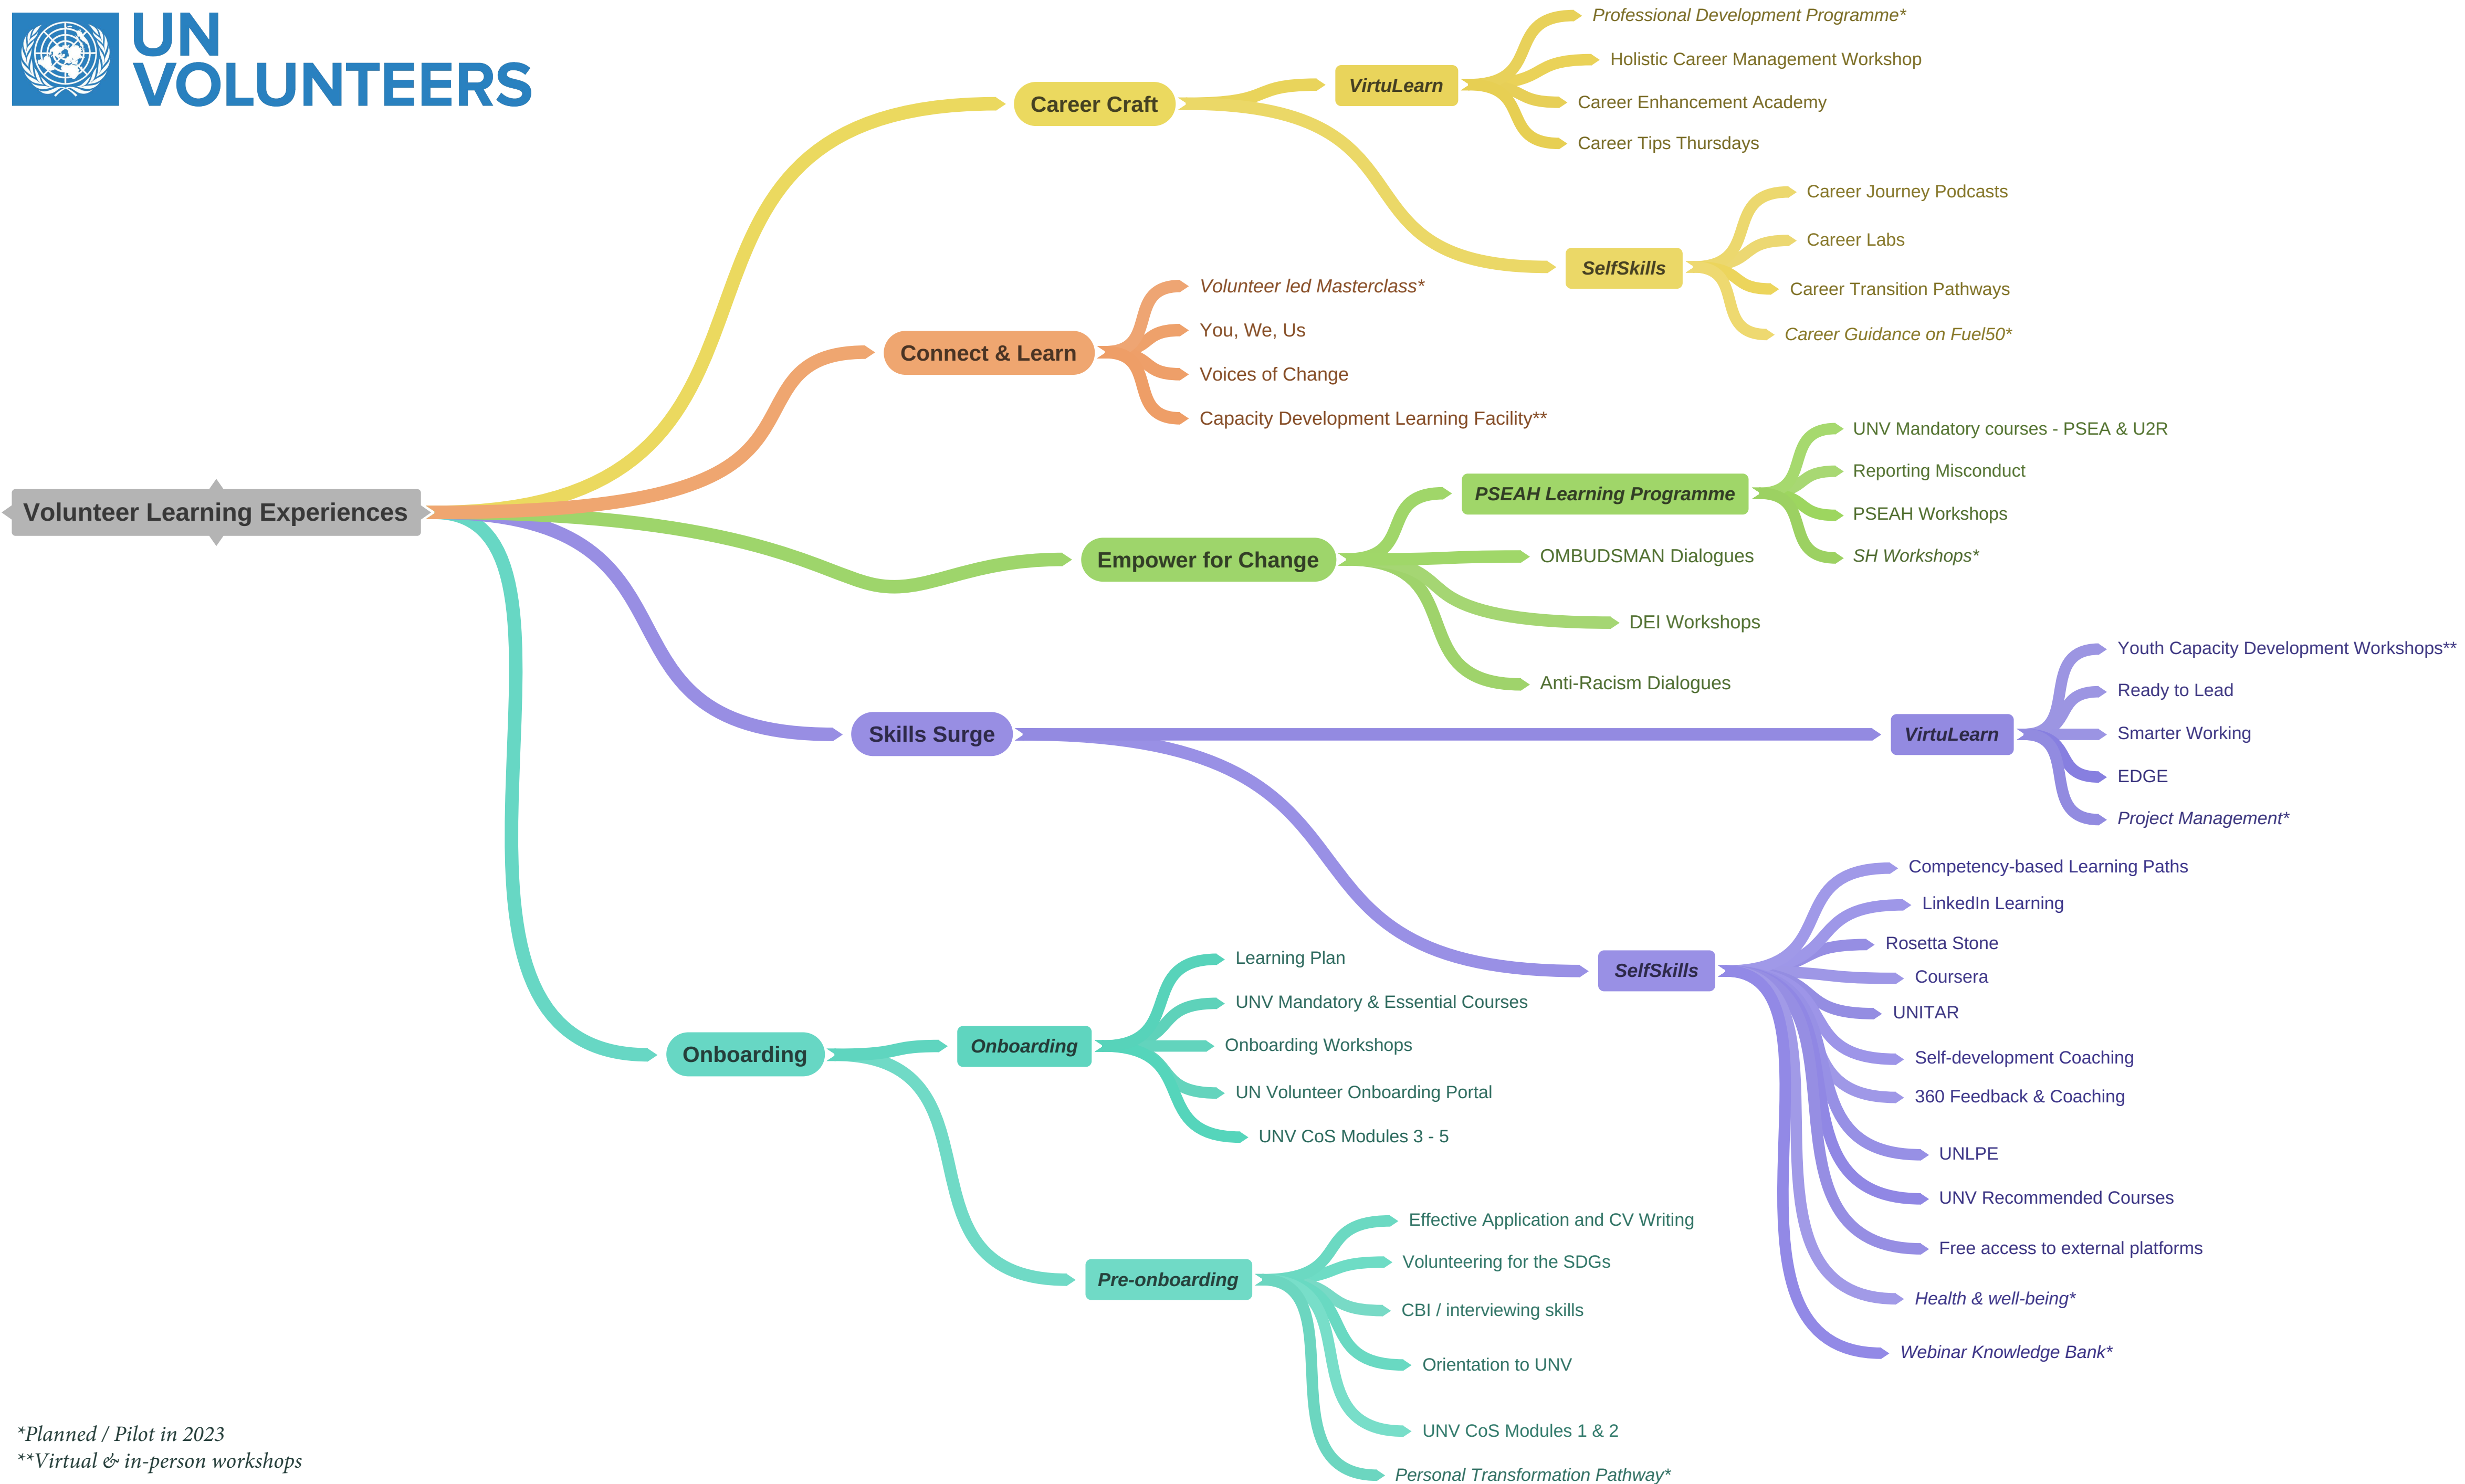 UN
VOLUNTEERS
Volunteer Learning Experiences
Career Craft
VirtuLearn
Professional Development Programme*
Holistic Career Management Workshop
Career Enhancement Academy
Career Tips Thursdays
SelfSkills
Career Journey Podcasts
Career Labs
Career Transition Pathways
Career Guidance on Fuel50*
Connect & Learn
Volunteer led Masterclass*
You, We, Us
Voices of Change
Capacity Development Learning Facility**
Empower for Change
PSEAH Learning Programme
UNV Mandatory courses - PSEA & U2R
Reporting Misconduct
PSEAH Workshops
SH Workshops*
OMBUDSMAN Dialogues
DEI Workshops
Anti-Racism Dialogues
Skills Surge
VirtuLearn
Youth Capacity Development Workshops**
Ready to Lead
Smarter Working
EDGE
Project Management*
SelfSkills
Competency-based Learning Paths
LinkedIn Learning
Rosetta Stone
Coursera
UNITAR
Self-development Coaching
360 Feedback & Coaching
UNLPE
UNV Recommended Courses
Free access to external platforms
Health & well-being*
Webinar Knowledge Bank*
Onboarding
Onboarding
Learning Plan
UNV Mandatory & Essential Courses
Onboarding Workshops
UN Volunteer Onboarding Portal
UNV CoS Modules 3 - 5
Pre-onboarding
Effective Application and CV Writing
Volunteering for the SDGs
CBI / interviewing skills
Orientation to UNV
UNV CoS Modules 1 & 2
Personal Transformation Pathway*
*Planned / Pilot in 2023
**Virtual & in-person workshops